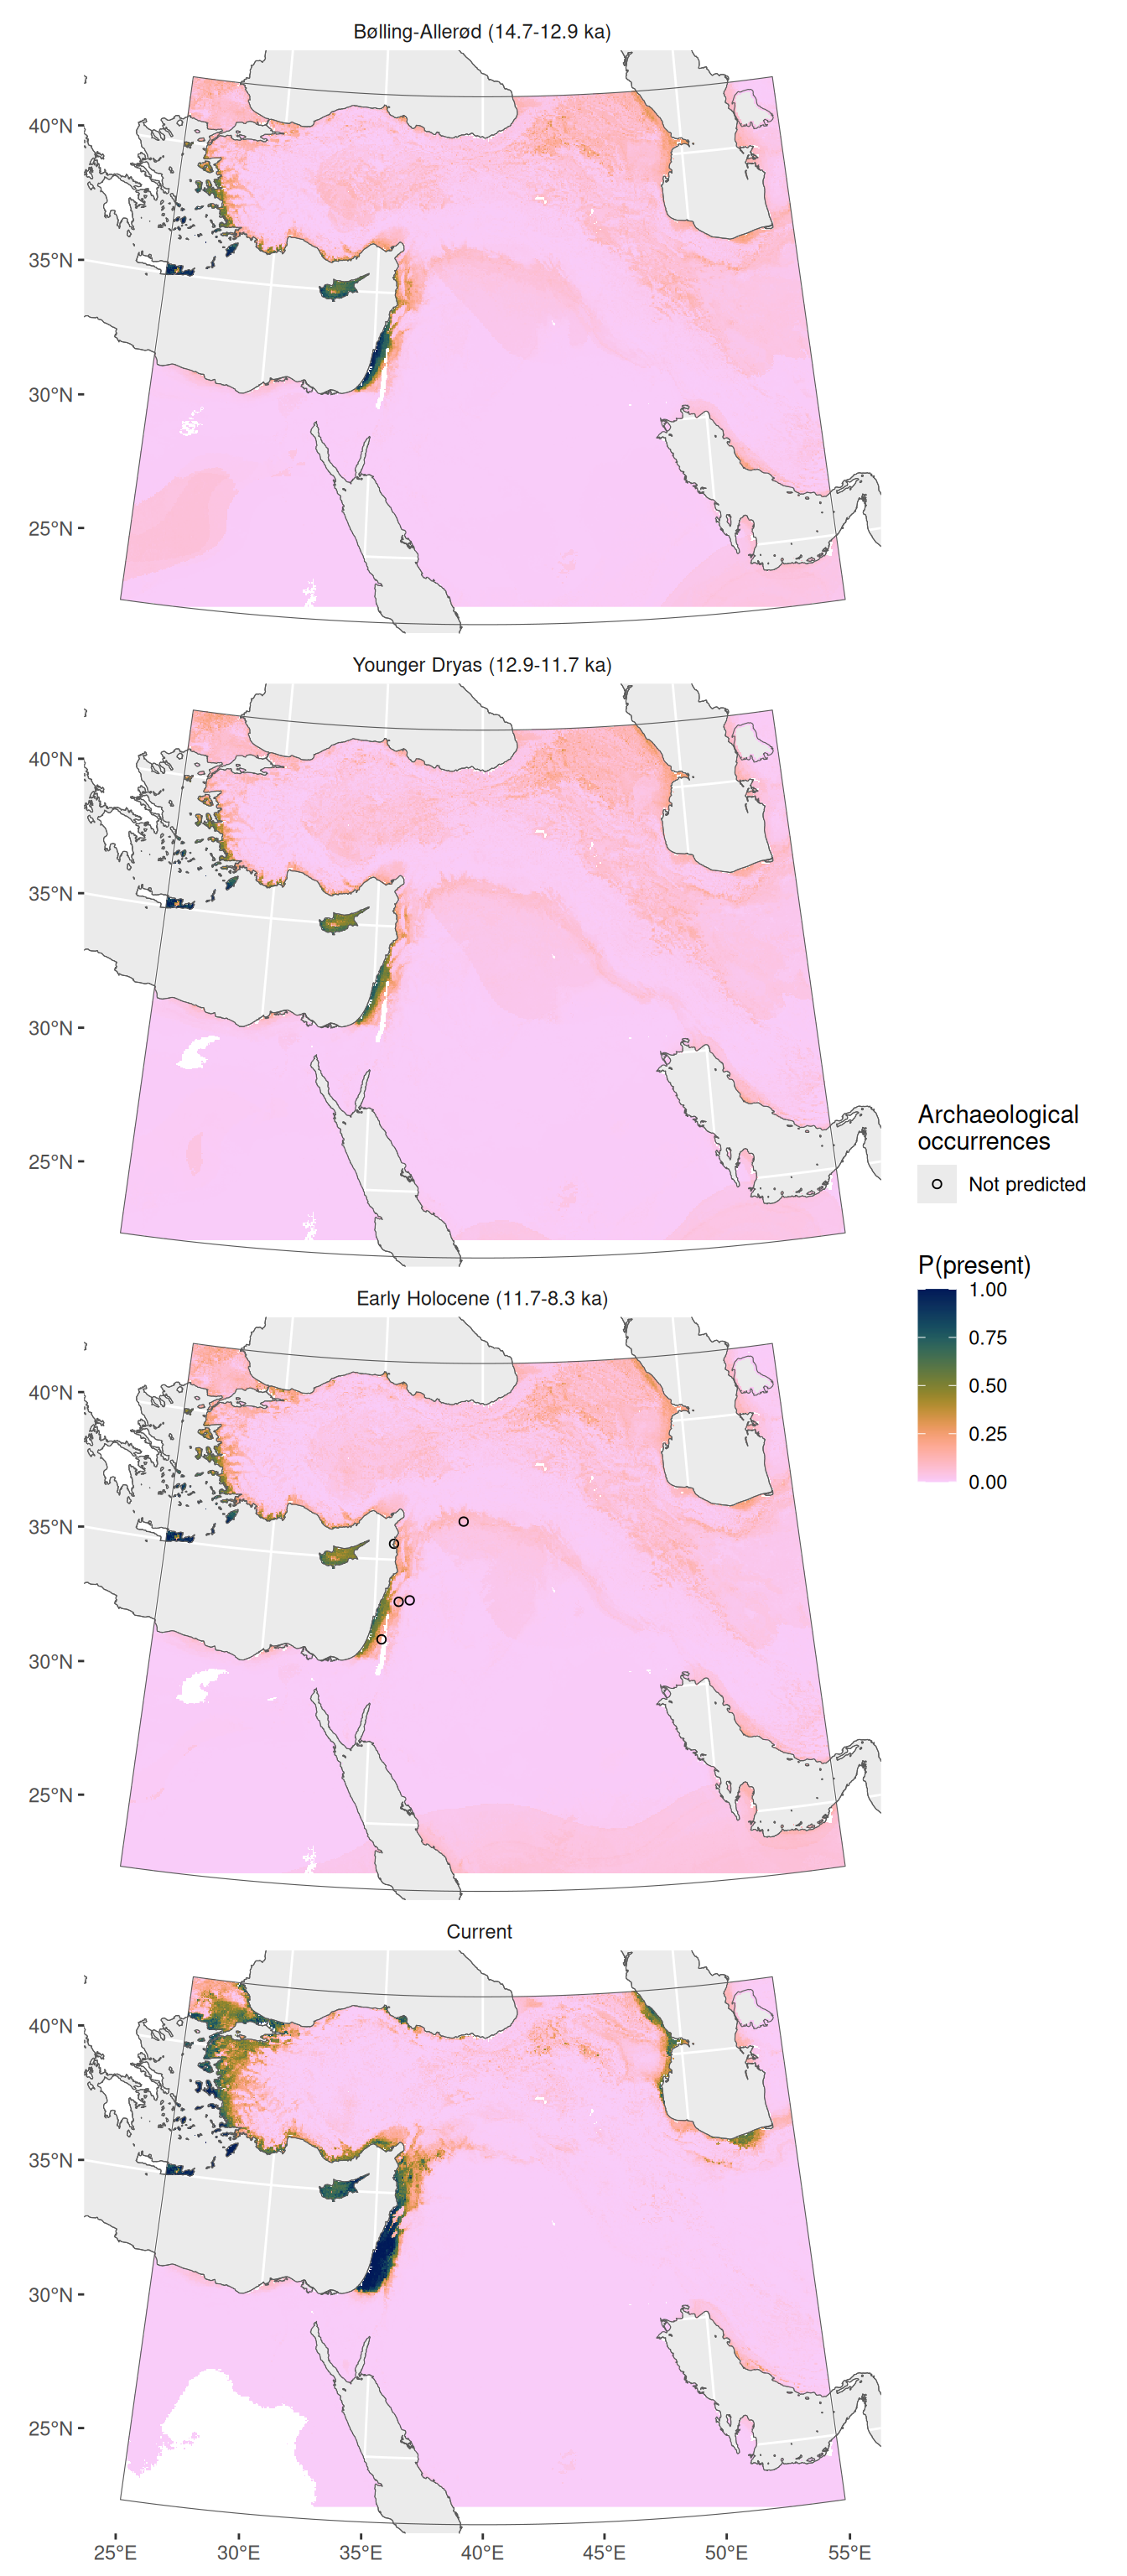 Bølling-Allerød (14.7-12.9 ka)
40°N
35°N
30°N
25°N
Younger Dryas (12.9-11.7 ka)
40°N
35°N
30°N
25°N
Archaeological
occurrences
Not predicted
P(present)
1.00
0.75
0.50
0.25
0.00
Early Holocene (11.7-8.3 ka)
40°N
35°N
30°N
25°N
Current
40°N
35°N
30°N
25°N
25°E 30°E 35°E 40°E 45°E 50°E 55°E